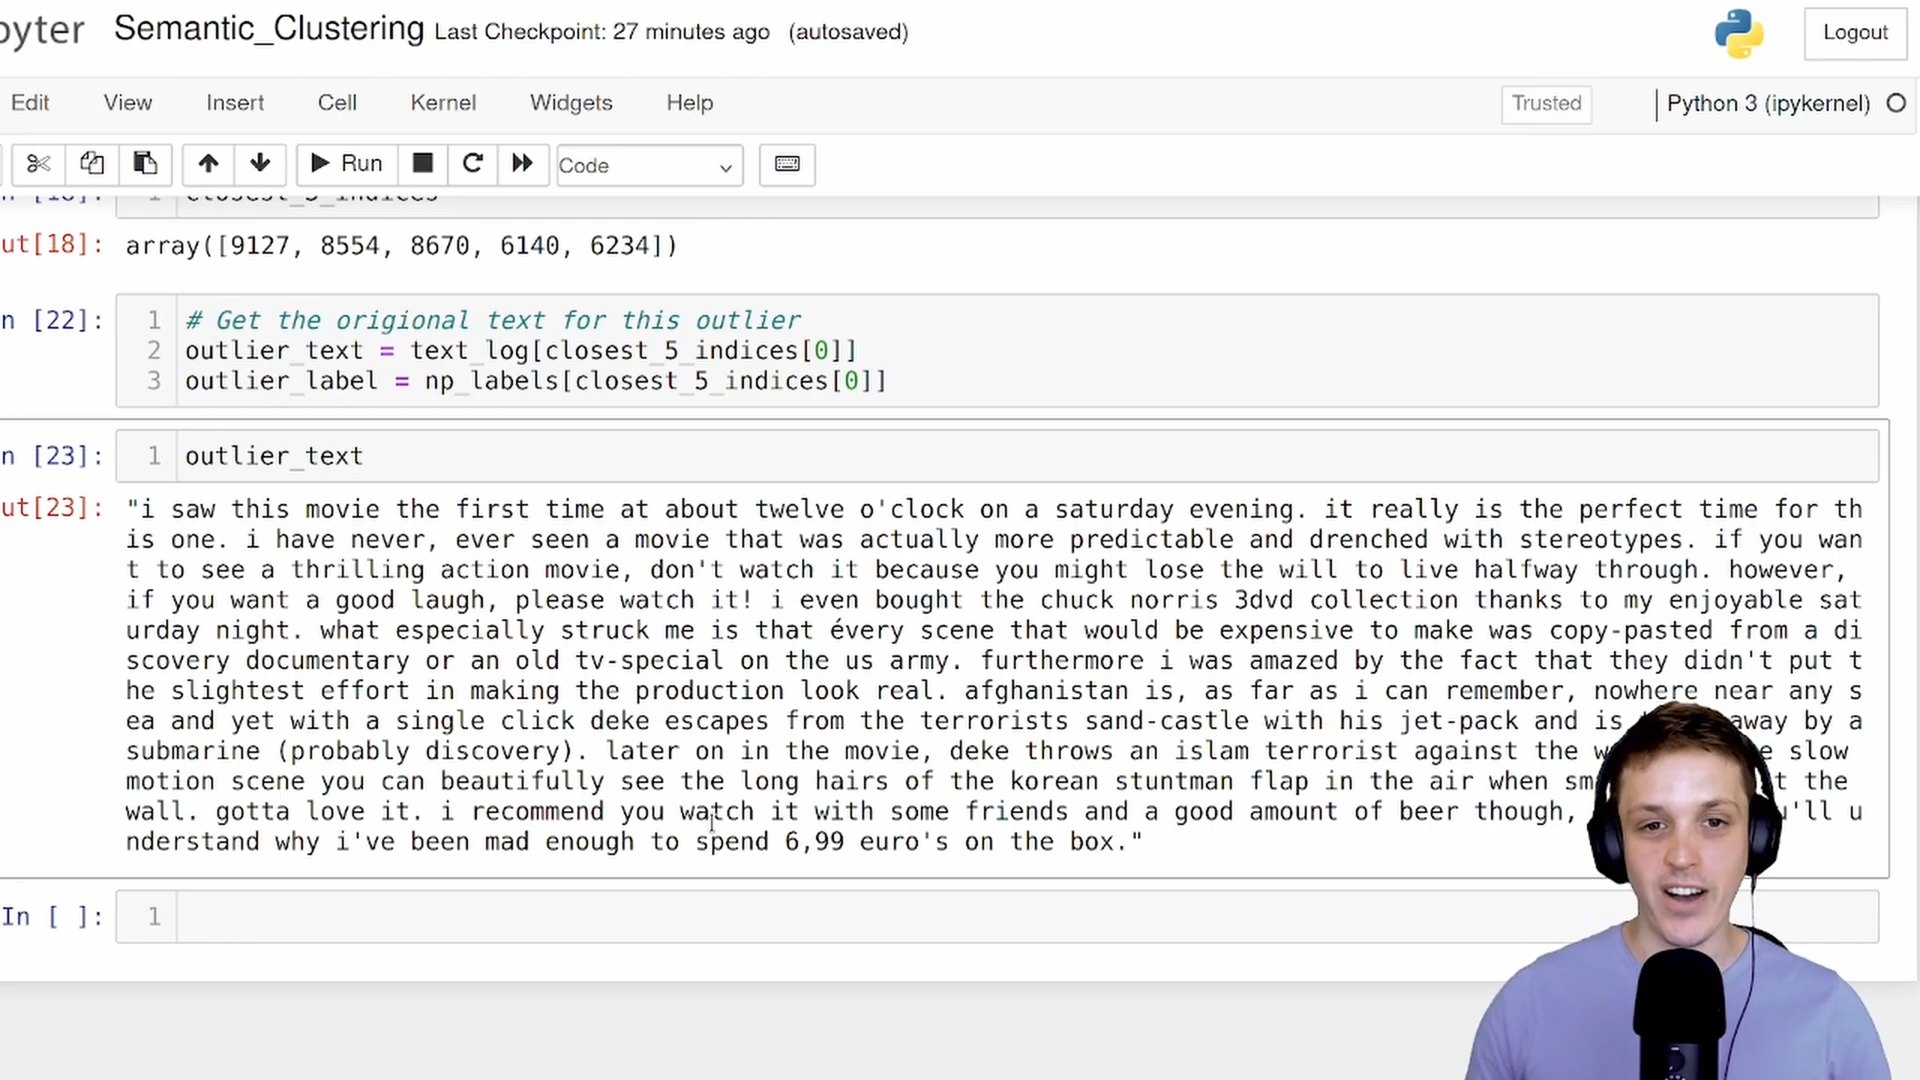 pyter Semantic_Clustering Last Checkpoint: 27 minutes ago (autosaved) Logout
Edit View Insert Cell Kernel Widgets Help Trusted Python 3 (ipykernel)
Run Code
n [18]: 1 closest_5_indices
ut[18]: array([9127, 8554, 8670, 6140, 6234])
n [22]: 1 # Get the origional text for this outlier
2 outlier_text = text_log[closest_5_indices[0]]
3 outlier_label = np_labels[closest_5_indices[0]]
n [23]: 1 outlier_text
ut[23]: "i saw this movie the first time at about twelve o'clock on a saturday evening. it really is the perfect time for th
is one. i have never, ever seen a movie that was actually more predictable and drenched with stereotypes. if you wan
t to see a thrilling action movie, don't watch it because you might lose the will to live halfway through. however,
if you want a good laugh, please watch it! i even bought the chuck norris 3dvd collection thanks to my enjoyable sat
urday night. what especially struck me is that évery scene that would be expensive to make was copy-pasted from a di
scovery documentary or an old tv-special on the us army. furthermore i was amazed by the fact that they didn't put t
he slightest effort in making the production look real. afghanistan is, as far as i can remember, nowhere near any s
ea and yet with a single click deke escapes from the terrorists sand-castle with his jet-pack and is away by a
submarine (probably discovery). later on in the movie, deke throws an islam terrorist against the slow
motion scene you can beautifully see the long hairs of the korean stuntman flap in the air when the
wall. gotta love it. i recommend you watch it with some friends and a good amount of beer though, u'll u
nderstand why i've been mad enough to spend 6,99 euro's on the box."
In [ ]: 1